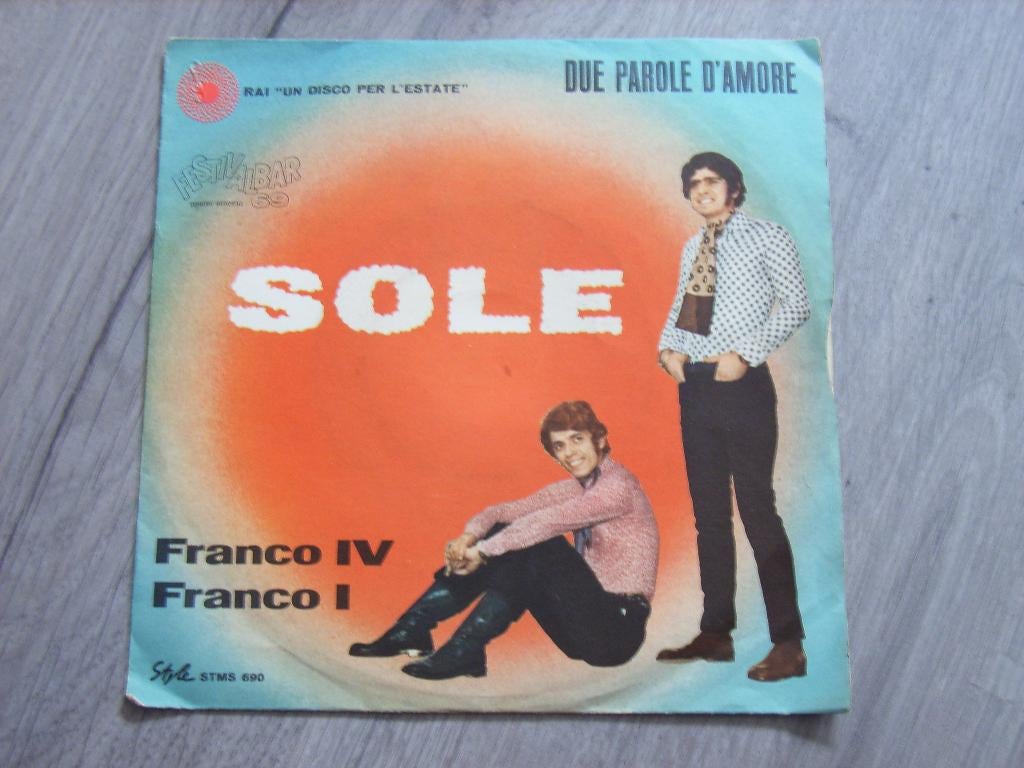 RAI "UN DISCO PER L'ESTATE"
DUE PAROLE D'AMORE
FESTIVALBAR
69
SOLE
Franco IV
Franco I
Style STMS 690